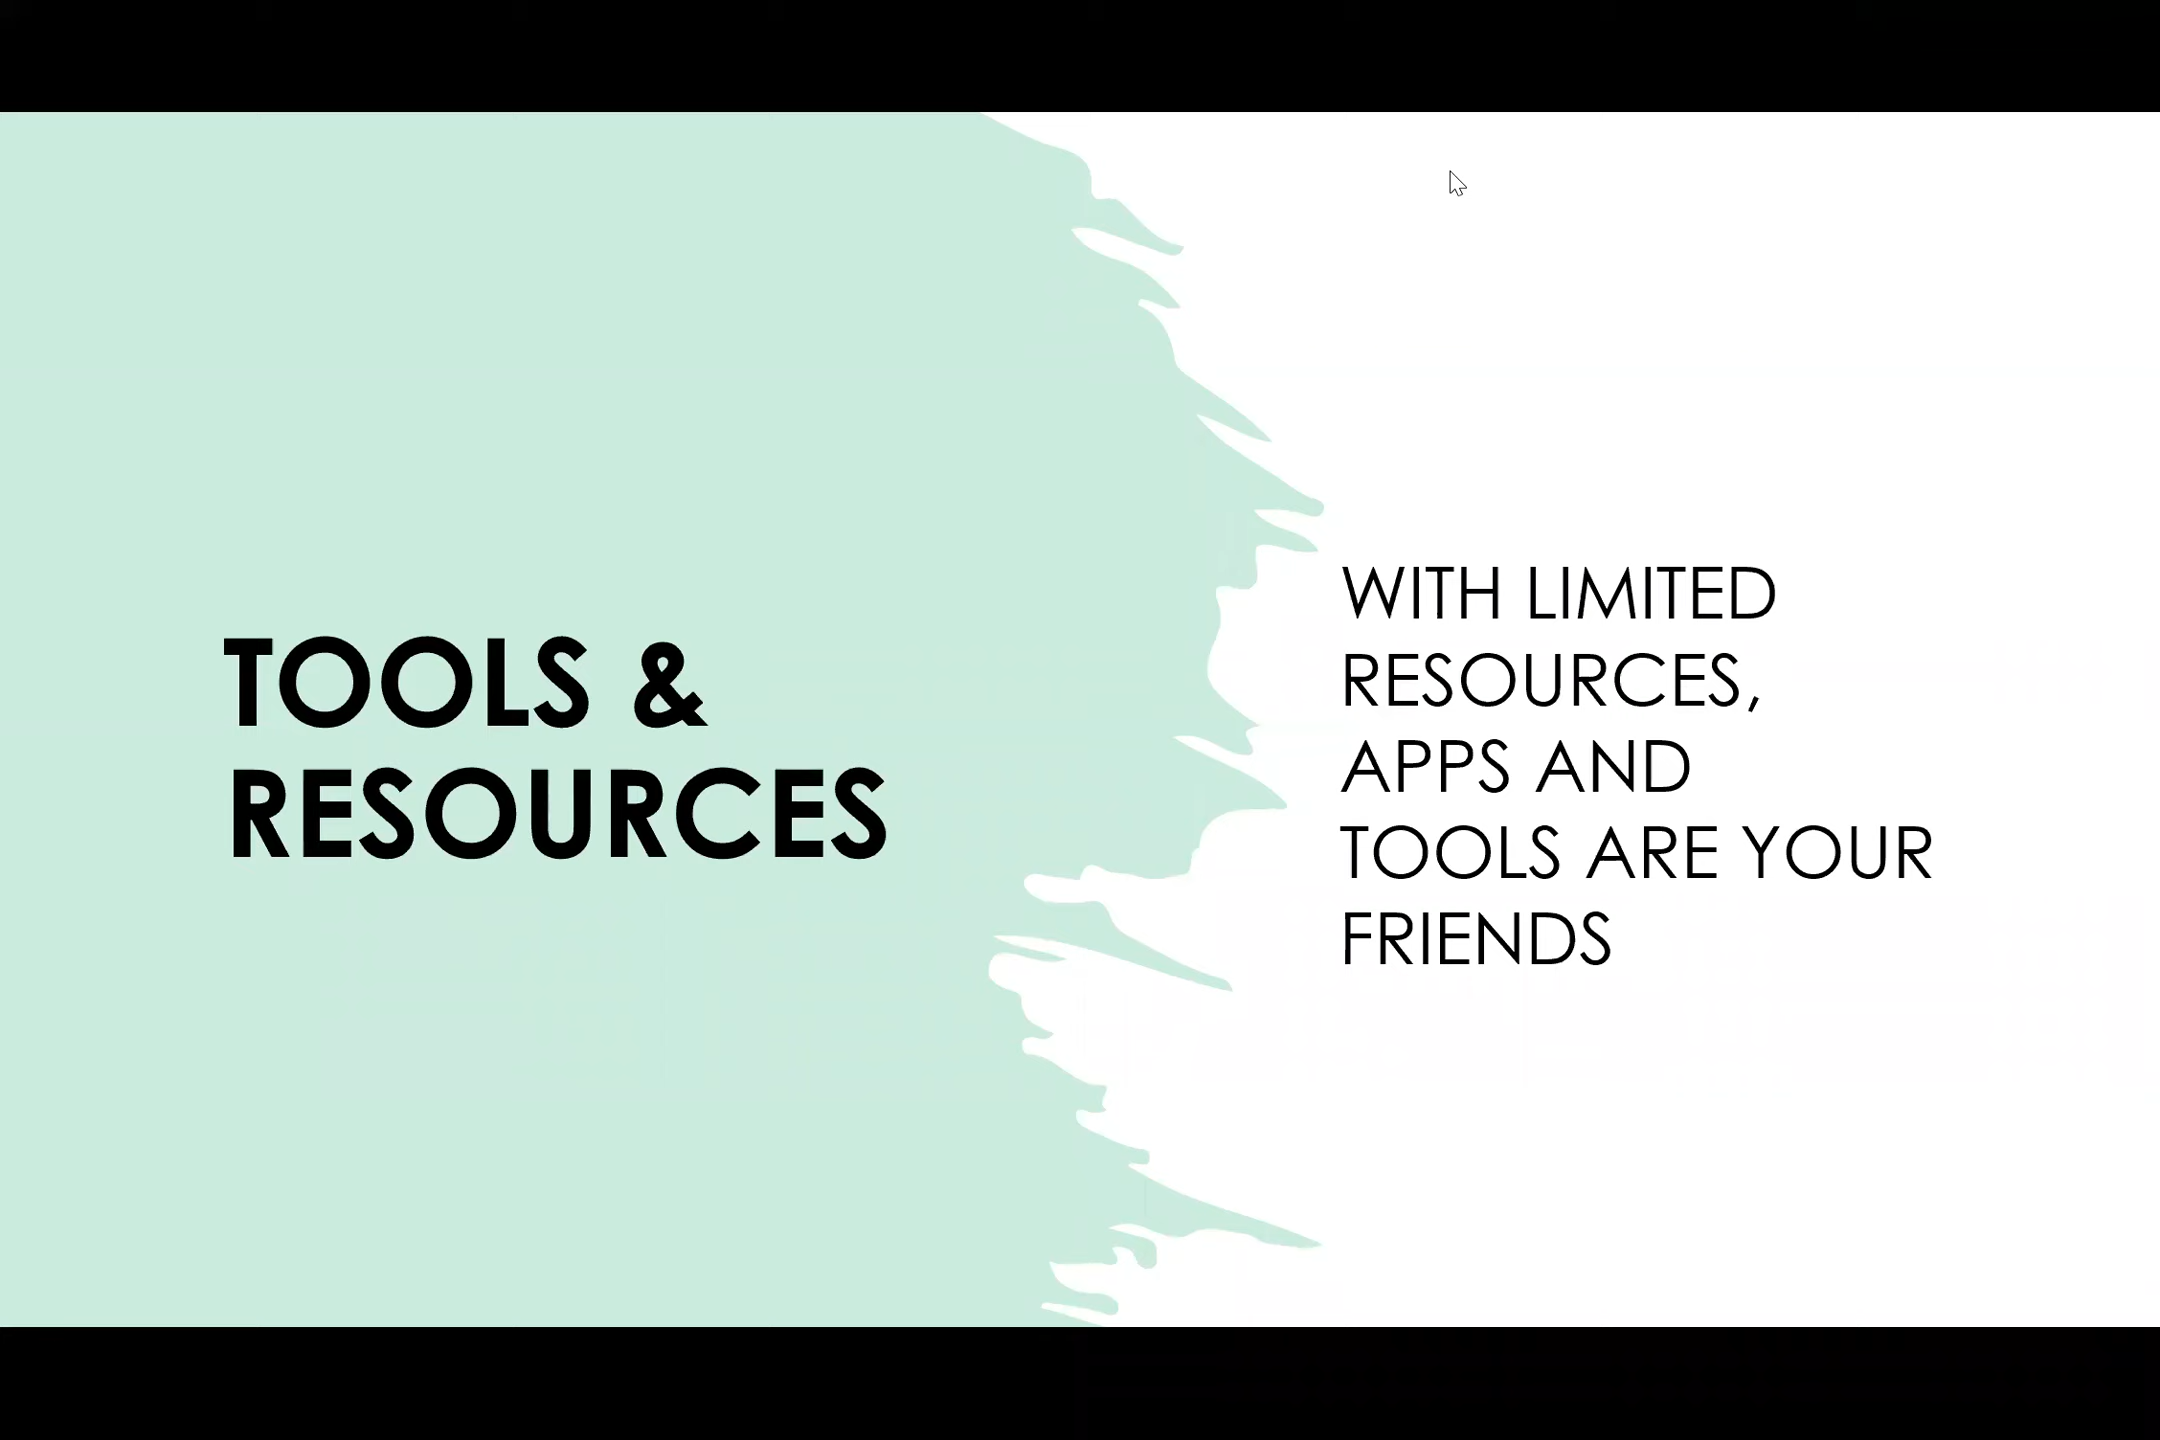 TOOLS &
RESOURCES
WITH LIMITED
RESOURCES,
APPS AND
TOOLS ARE YOUR
FRIENDS